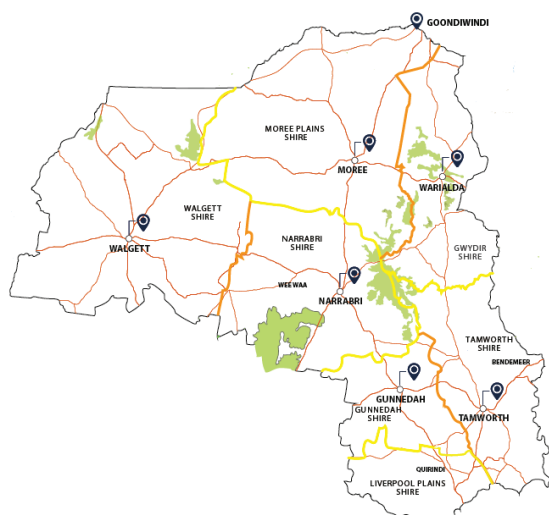 GOONDIWINDI
MOREE PLAINS
SHIRE
MOREE
WARIALDA
WALGETT
SHIRE
WALGETT
NARRABRI
SHIRE
GWYDIR
SHIRE
WEE WAA
NARRABRI
TAMWORTH
SHIRE
BENDEMEER
GUNNEDAH
GUNNEDAH
SHIRE
TAMWORTH
QUIRINDI
LIVERPOOL PLAINS
SHIRE